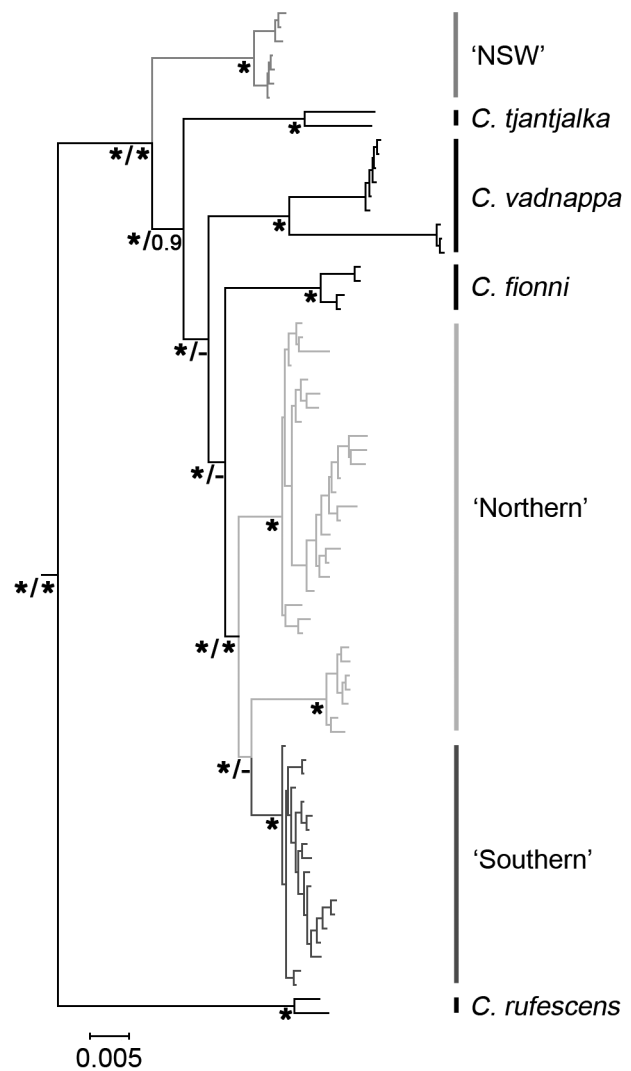 ‘NSW’
*
C. tjantjalka
*
*/*
C. vadnappa
*
*/0.9
C. fionni
*
*/-
*/-
‘Northern’
*
*/*
*/*
*
*/-
*
‘Southern’
C. rufescens
*
0.005